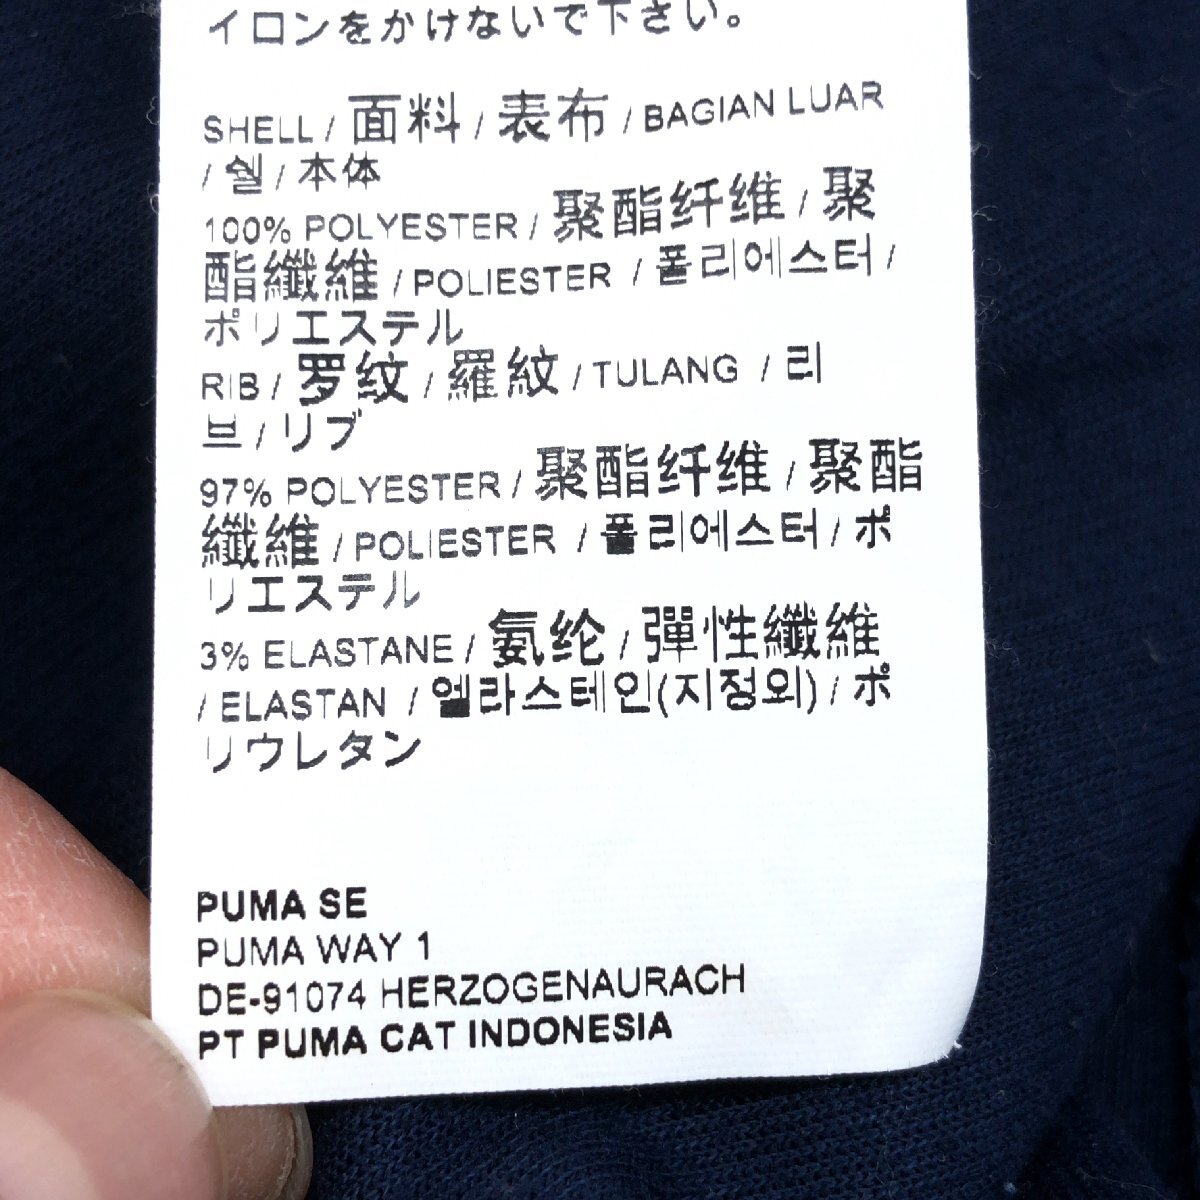 イロンをかけないで下さい。
SHELL / 面料 / 表布 / BAGIAN LUAR
/ 쉘 / 本体
100% POLYESTER / 聚酯纤维 / 聚
酯纖維 / POLIESTER / 폴리에스터 /
ポリエステル
RIB / 罗纹 / 羅紋 / TULANG / 리
브 / リブ
97% POLYESTER / 聚酯纤维 / 聚酯
纖維 / POLIESTER / 폴리에스터 / ポ
リエステル
3% ELASTANE / 氨纶 / 彈性纖維
/ ELASTAN / 엘라스테인(지정외) / ポ
リウレタン
PUMA SE
PUMA WAY 1
DE-91074 HERZOGENAURACH
PT PUMA CAT INDONESIA